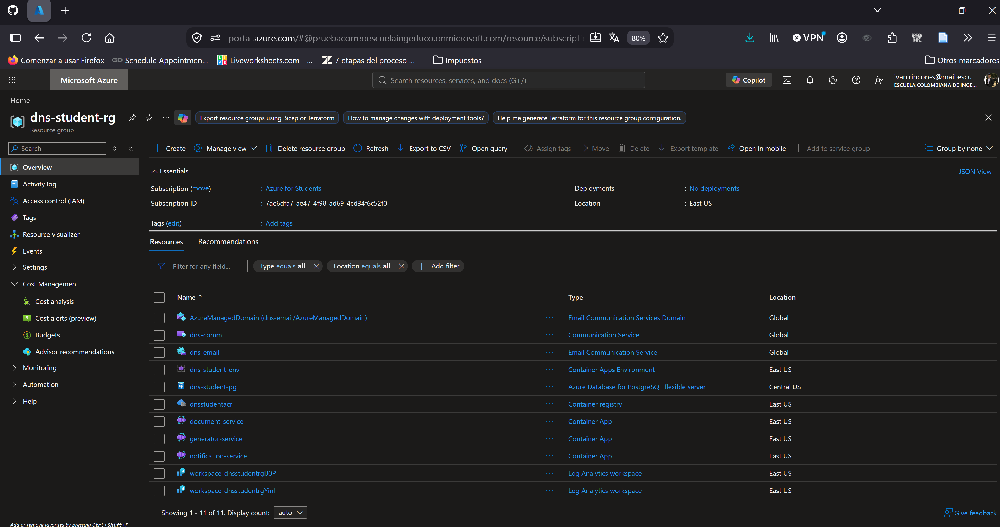 portal.azure.com/#@pruebacorreoescuelaingeduco.onmicrosoft.com/resource/subscripti
80%
VPN
Comenzar a usar Firefox
GD Schedule Appointmen...
LIVE Liveworksheets.com - ...
7 etapas del proceso ...
Impuestos
Otros marcadores
Microsoft Azure
Search resources, services, and docs (G+/)
Copilot
ivan.rincon-s@mail.escu...
ESCUELA COLOMBIANA DE INGE...
Home
dns-student-rg
Resource group
Export resource groups using Bicep or Terraform
How to manage changes with deployment tools?
Help me generate Terraform for this resource group configuration.
Search
Create
Manage view
Delete resource group
Refresh
Export to CSV
Open query
Assign tags
Move
Delete
Export template
Open in mobile
Add to service group
Group by none
Overview
Activity log
Access control (IAM)
Tags
Resource visualizer
Events
Settings
Cost Management
Cost analysis
Cost alerts (preview)
Budgets
Advisor recommendations
Monitoring
Automation
Help
Add or remove favorites by pressing Ctrl+Shift+F
Essentials
JSON View
Subscription (move) : Azure for Students
Subscription ID : 7ae6dfa7-ae47-4f98-ad69-4cd34f6c52f0
Tags (edit) : Add tags
Deployments : No deployments
Location : East US
Resources
Recommendations
Filter for any field...
Type equals all
Location equals all
Add filter
Name ↑ Type Location
AzureManagedDomain (dns-email/AzureManagedDomain) ... Email Communication Services Domain Global
dns-comm ... Communication Service Global
dns-email ... Email Communication Service Global
dns-student-env ... Container Apps Environment East US
dns-student-pg ... Azure Database for PostgreSQL flexible server Central US
dnsstudentacr ... Container registry East US
document-service ... Container App East US
generator-service ... Container App East US
notification-service ... Container App East US
workspace-dnsstudentrgIJ0P ... Log Analytics workspace East US
workspace-dnsstudentrgYinl ... Log Analytics workspace East US
Showing 1 - 11 of 11. Display count: auto
Give feedback